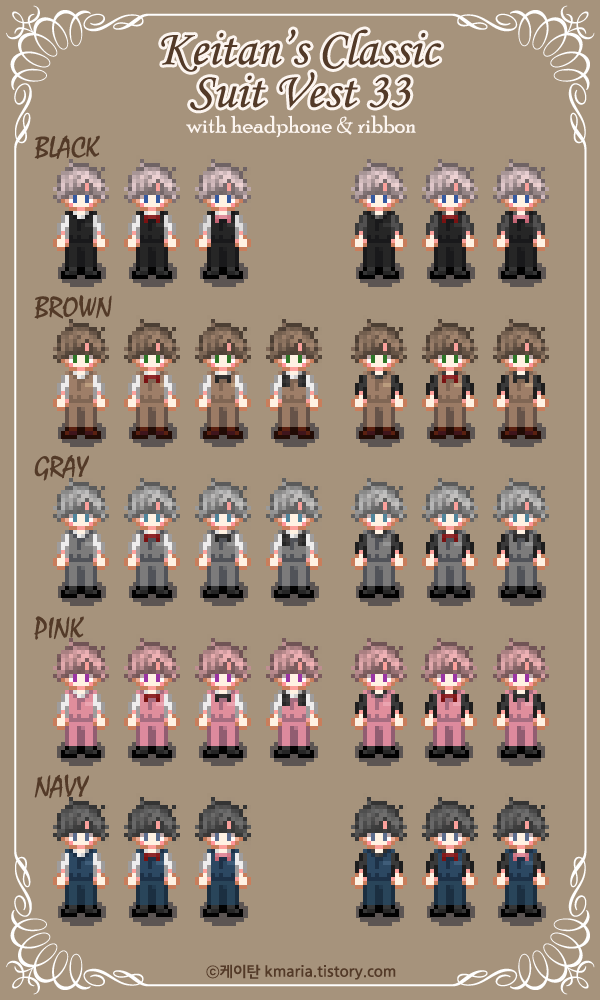 Keitan's Classic
Suit Vest 33
with headphone & ribbon
BLACK
BROWN
GRAY
PINK
NAVY
©케이탄 kmaria.tistory.com